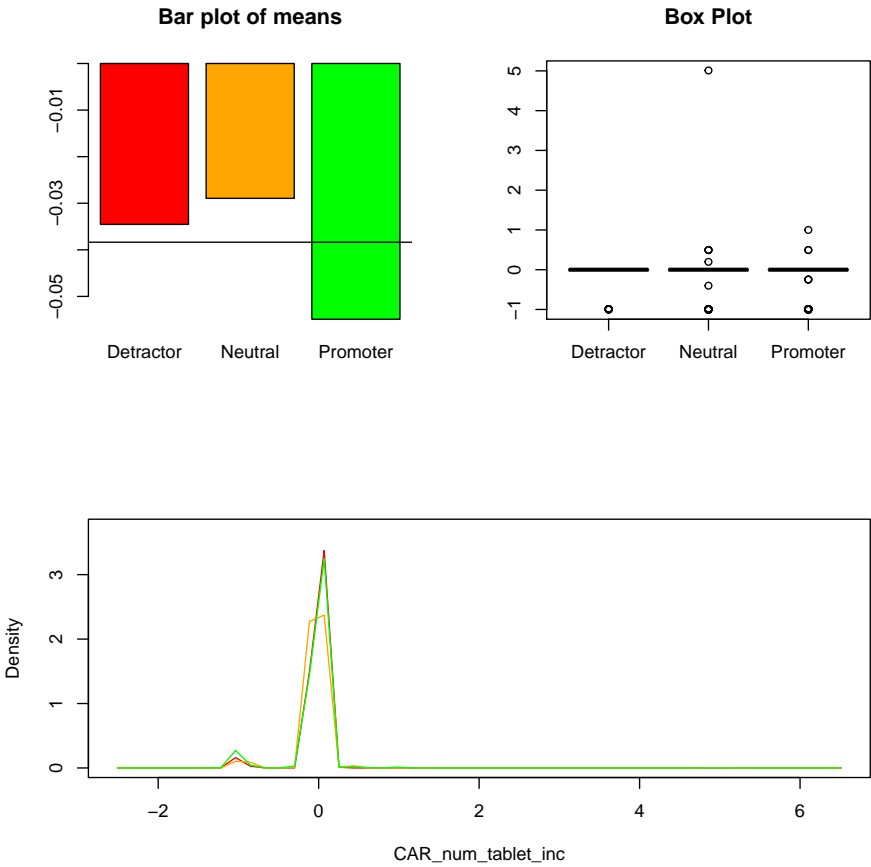 Bar plot of means
−0.01
−0.03
−0.05
Detractor Neutral Promoter
Box Plot
5
4
3
2
1
0
−1
Detractor Neutral Promoter
Density
3
2
1
0
−2 0 2 4 6
CAR_num_tablet_inc